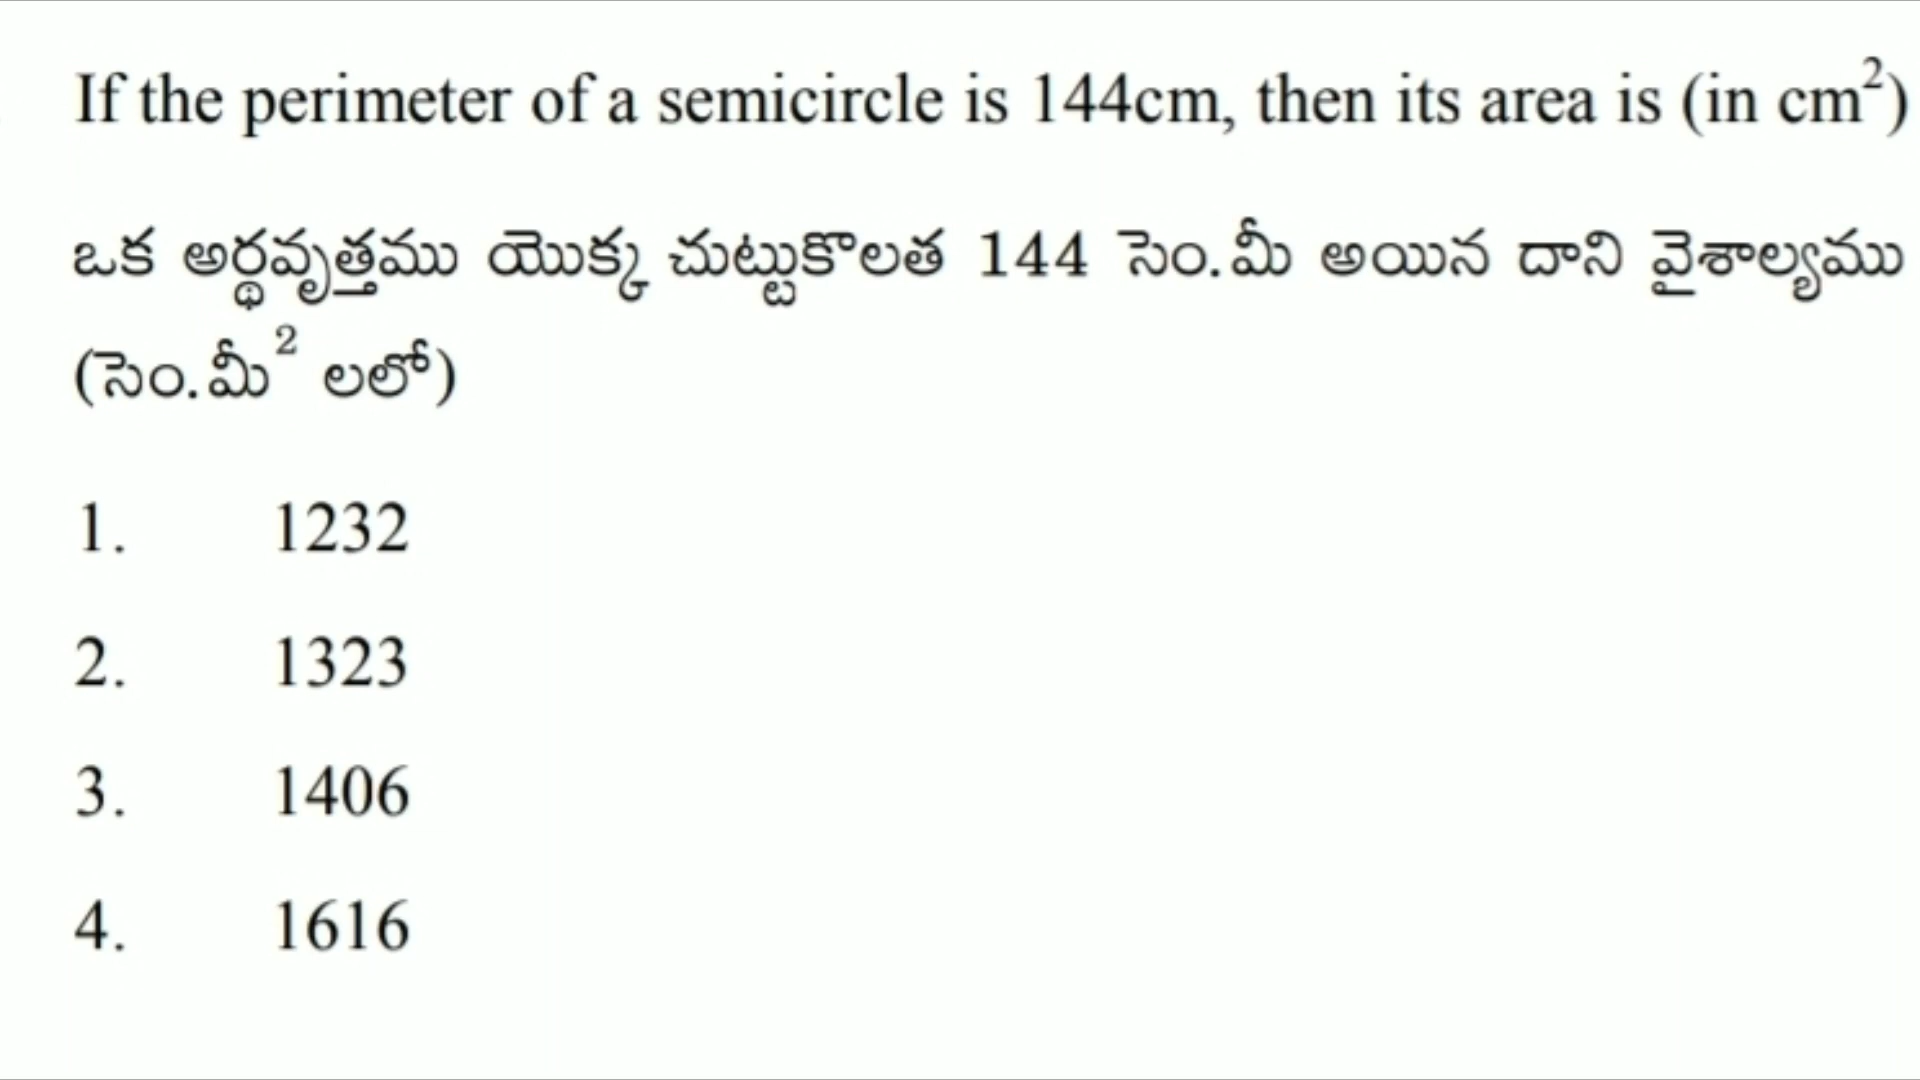 If the perimeter of a semicircle is 144cm, then its area is (in cm²)
ఒక అర్థవృత్తము యొక్క చుట్టుకొలత 144 సెం.మీ అయిన దాని వైశాల్యము
(సెం.మీ² లలో)
1. 1232
2. 1323
3. 1406
4. 1616